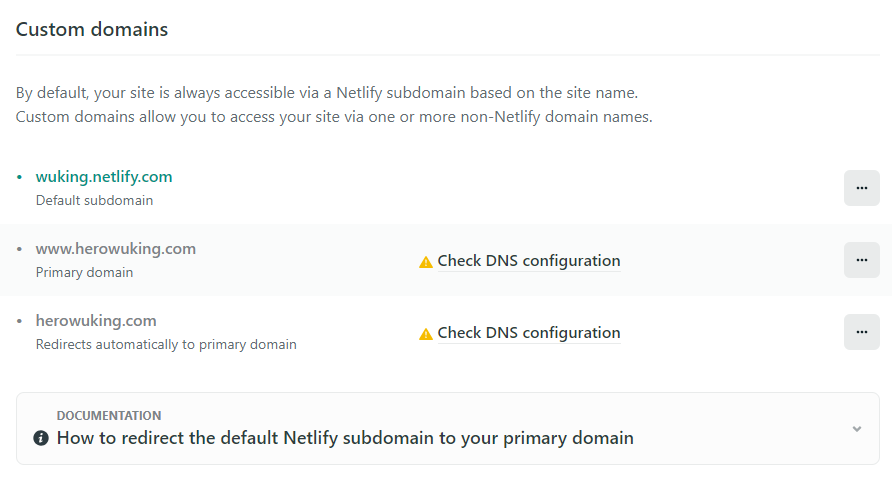 Custom domains
By default, your site is always accessible via a Netlify subdomain based on the site name.
Custom domains allow you to access your site via one or more non-Netlify domain names.
• wuking.netlify.com
Default subdomain
...
• www.herowuking.com
Primary domain
Check DNS configuration
...
• herowuking.com
Redirects automatically to primary domain
Check DNS configuration
...
DOCUMENTATION
How to redirect the default Netlify subdomain to your primary domain